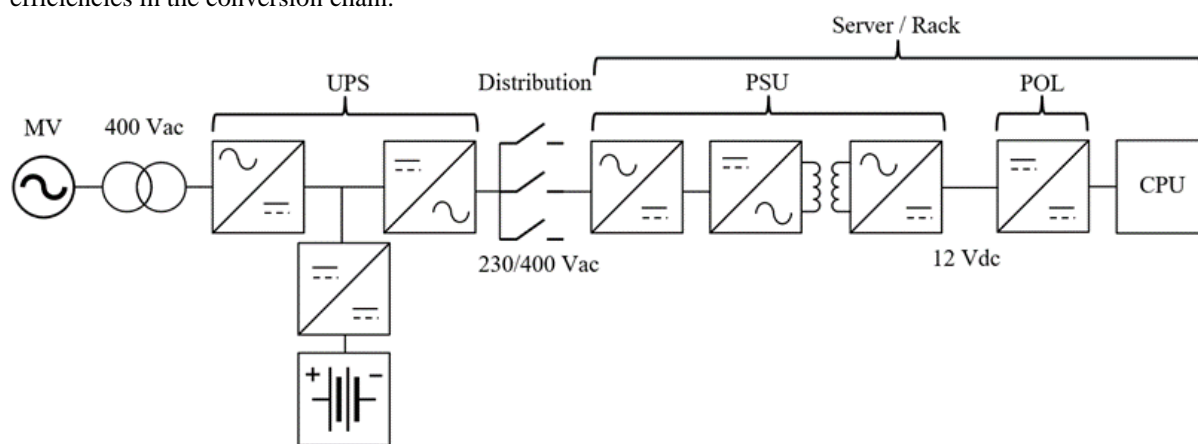 efficiencies in the conversion chain.
Server / Rack
UPS
Distribution
PSU
POL
MV
400 Vac
CPU
230/400 Vac
12 Vdc
+ −